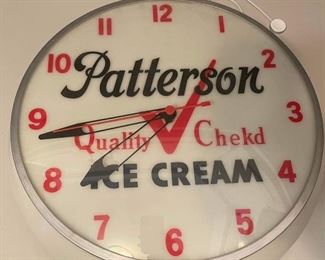 12
11 1
10 2
Patterson
9 3
Quality Chekd
ICE CREAM
8 4
7 5
6